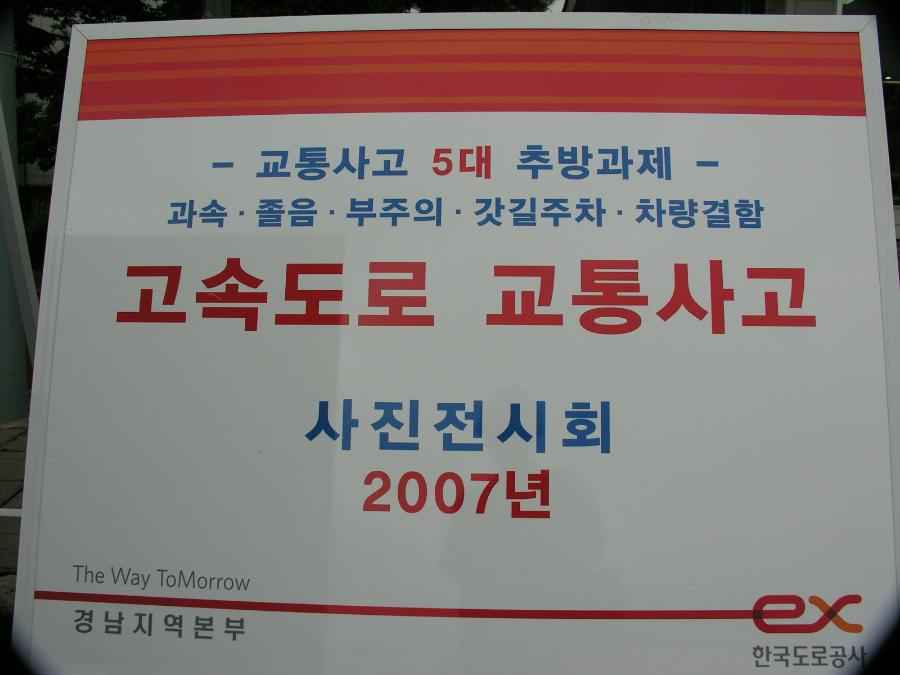 - 교통사고 5대 추방과제 -
과속·졸음·부주의·갓길주차·차량결함
고속도로 교통사고
사진전시회
2007년
The Way ToMorrow
경남지역본부
ex
한국도로공사